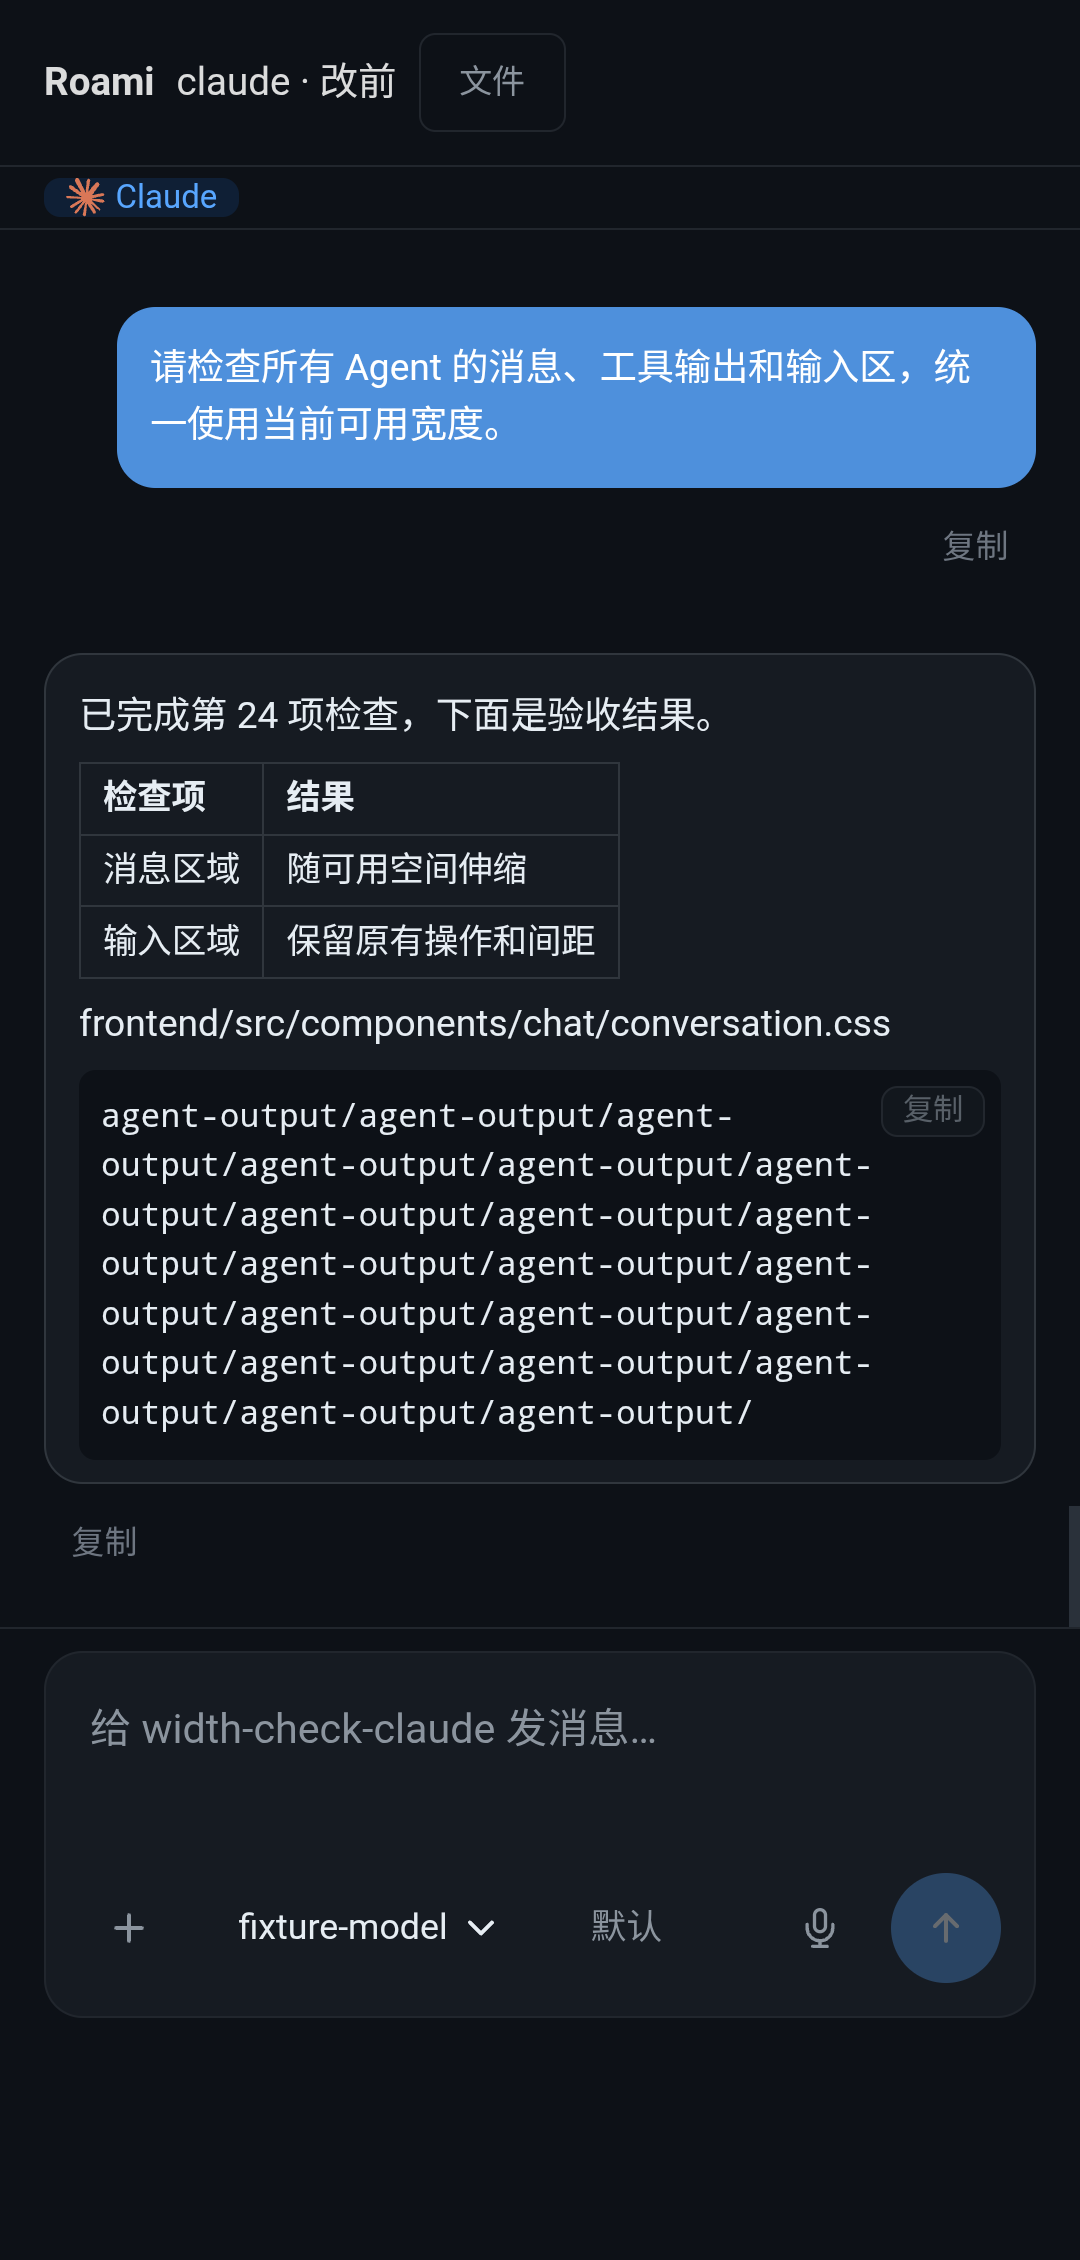 Roami claude · 改前 文件
Claude
请检查所有 Agent 的消息、工具输出和输入区，统
一使用当前可用宽度。
复制
已完成第 24 项检查，下面是验收结果。
检查项 结果
消息区域 随可用空间伸缩
输入区域 保留原有操作和间距
frontend/src/components/chat/conversation.css
复制
agent-output/agent-output/agent-
output/agent-output/agent-output/agent-
output/agent-output/agent-output/agent-
output/agent-output/agent-output/agent-
output/agent-output/agent-output/agent-
output/agent-output/agent-output/agent-
output/agent-output/agent-output/
复制
给 width-check-claude 发消息…
fixture-model 默认